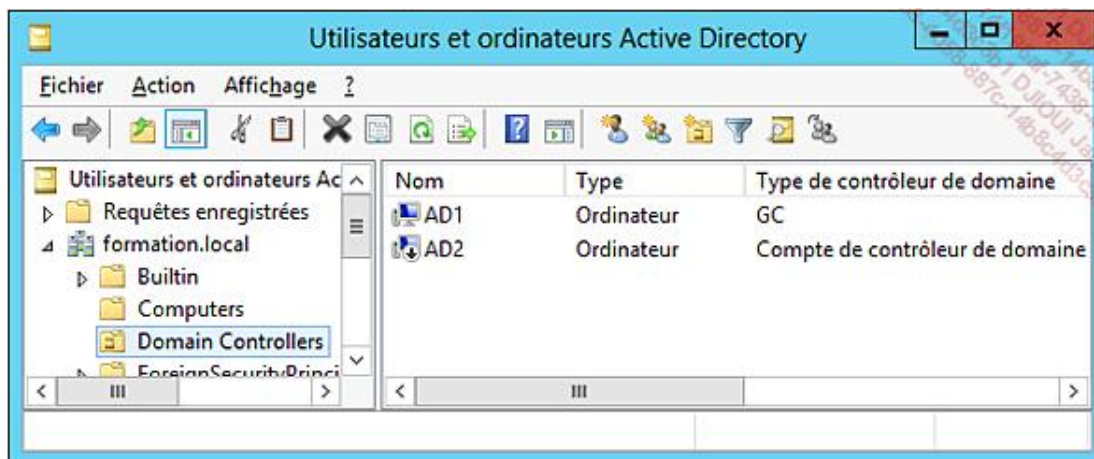 Utilisateurs et ordinateurs Active Directory
Fichier Action Affichage ?
Utilisateurs et ordinateurs Ac
Requêtes enregistrées
formation.local
Builtin
Computers
Domain Controllers
ForeignSecurityPrinci
Nom Type Type de contrôleur de domaine
AD1 Ordinateur GC
AD2 Ordinateur Compte de contrôleur de domaine